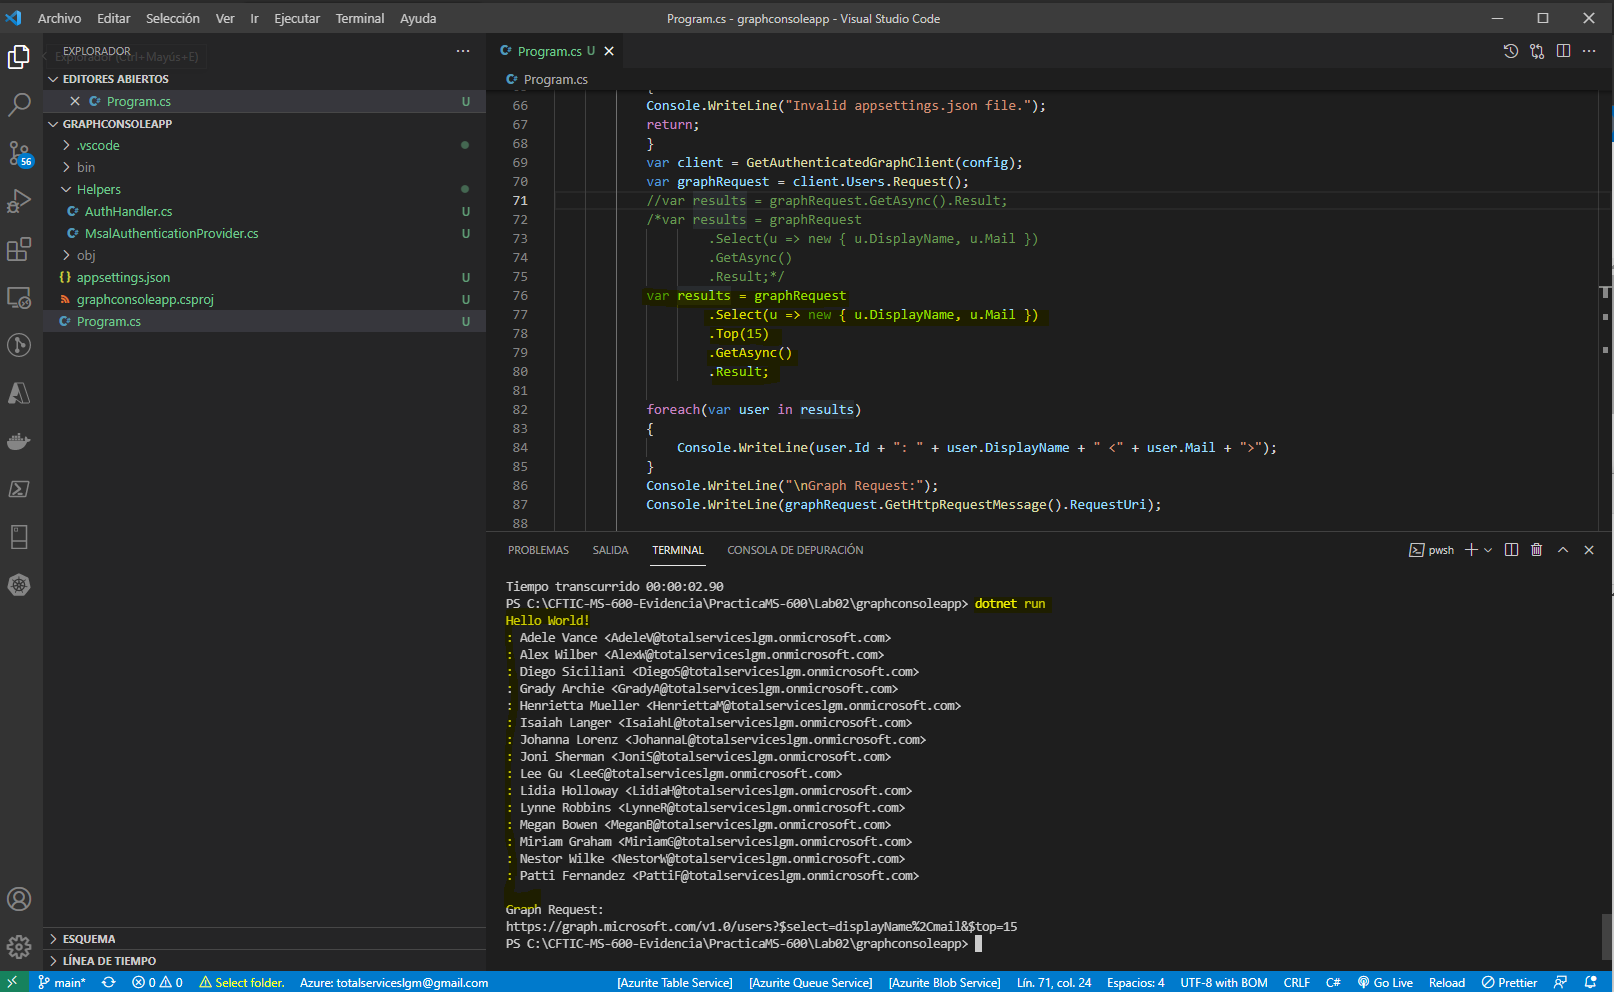 Archivo Editar Selección Ver Ir Ejecutar Terminal Ayuda
Program.cs - graphconsoleapp - Visual Studio Code
EXPLORADOR
Explorador (Ctrl+Mayús+E)
EDITORES ABIERTOS
Program.cs U
GRAPHCONSOLEAPP
.vscode
bin
Helpers
AuthHandler.cs U
MsalAuthenticationProvider.cs U
obj
appsettings.json U
graphconsoleapp.csproj U
Program.cs U
56
ESQUEMA
LÍNEA DE TIEMPO
Program.cs U
Program.cs
{
66 Console.WriteLine("Invalid appsettings.json file.");
67 return;
68 }
69 var client = GetAuthenticatedGraphClient(config);
70 var graphRequest = client.Users.Request();
71 //var results = graphRequest.GetAsync().Result;
72 /*var results = graphRequest
73 .Select(u => new { u.DisplayName, u.Mail })
74 .GetAsync()
75 .Result;*/
76 var results = graphRequest
77 .Select(u => new { u.DisplayName, u.Mail })
78 .Top(15)
79 .GetAsync()
80 .Result;
81
82 foreach(var user in results)
83 {
84 Console.WriteLine(user.Id + ": " + user.DisplayName + " <" + user.Mail + ">");
85 }
86 Console.WriteLine("\nGraph Request:");
87 Console.WriteLine(graphRequest.GetHttpRequestMessage().RequestUri);
88
PROBLEMAS SALIDA TERMINAL CONSOLA DE DEPURACIÓN
pwsh
Tiempo transcurrido 00:00:02.90
PS C:\CFTIC-MS-600-Evidencia\PracticaMS-600\Lab02\graphconsoleapp> dotnet run
Hello World!
: Adele Vance <AdeleV@totalserviceslgm.onmicrosoft.com>
: Alex Wilber <AlexW@totalserviceslgm.onmicrosoft.com>
: Diego Siciliani <DiegoS@totalserviceslgm.onmicrosoft.com>
: Grady Archie <GradyA@totalserviceslgm.onmicrosoft.com>
: Henrietta Mueller <HenriettaM@totalserviceslgm.onmicrosoft.com>
: Isaiah Langer <IsaiahL@totalserviceslgm.onmicrosoft.com>
: Johanna Lorenz <JohannaL@totalserviceslgm.onmicrosoft.com>
: Joni Sherman <JoniS@totalserviceslgm.onmicrosoft.com>
: Lee Gu <LeeG@totalserviceslgm.onmicrosoft.com>
: Lidia Holloway <LidiaH@totalserviceslgm.onmicrosoft.com>
: Lynne Robbins <LynneR@totalserviceslgm.onmicrosoft.com>
: Megan Bowen <MeganB@totalserviceslgm.onmicrosoft.com>
: Miriam Graham <MiriamG@totalserviceslgm.onmicrosoft.com>
: Nestor Wilke <NestorW@totalserviceslgm.onmicrosoft.com>
: Patti Fernandez <PattiF@totalserviceslgm.onmicrosoft.com>
Graph Request:
https://graph.microsoft.com/v1.0/users?$select=displayName%2Cmail&$top=15
PS C:\CFTIC-MS-600-Evidencia\PracticaMS-600\Lab02\graphconsoleapp>
main* 0 0 Select folder. Azure: totalserviceslgm@gmail.com [Azurite Table Service] [Azurite Queue Service] [Azurite Blob Service] Lín. 71, col. 24 Espacios: 4 UTF-8 with BOM CRLF C# Go Live Reload Prettier